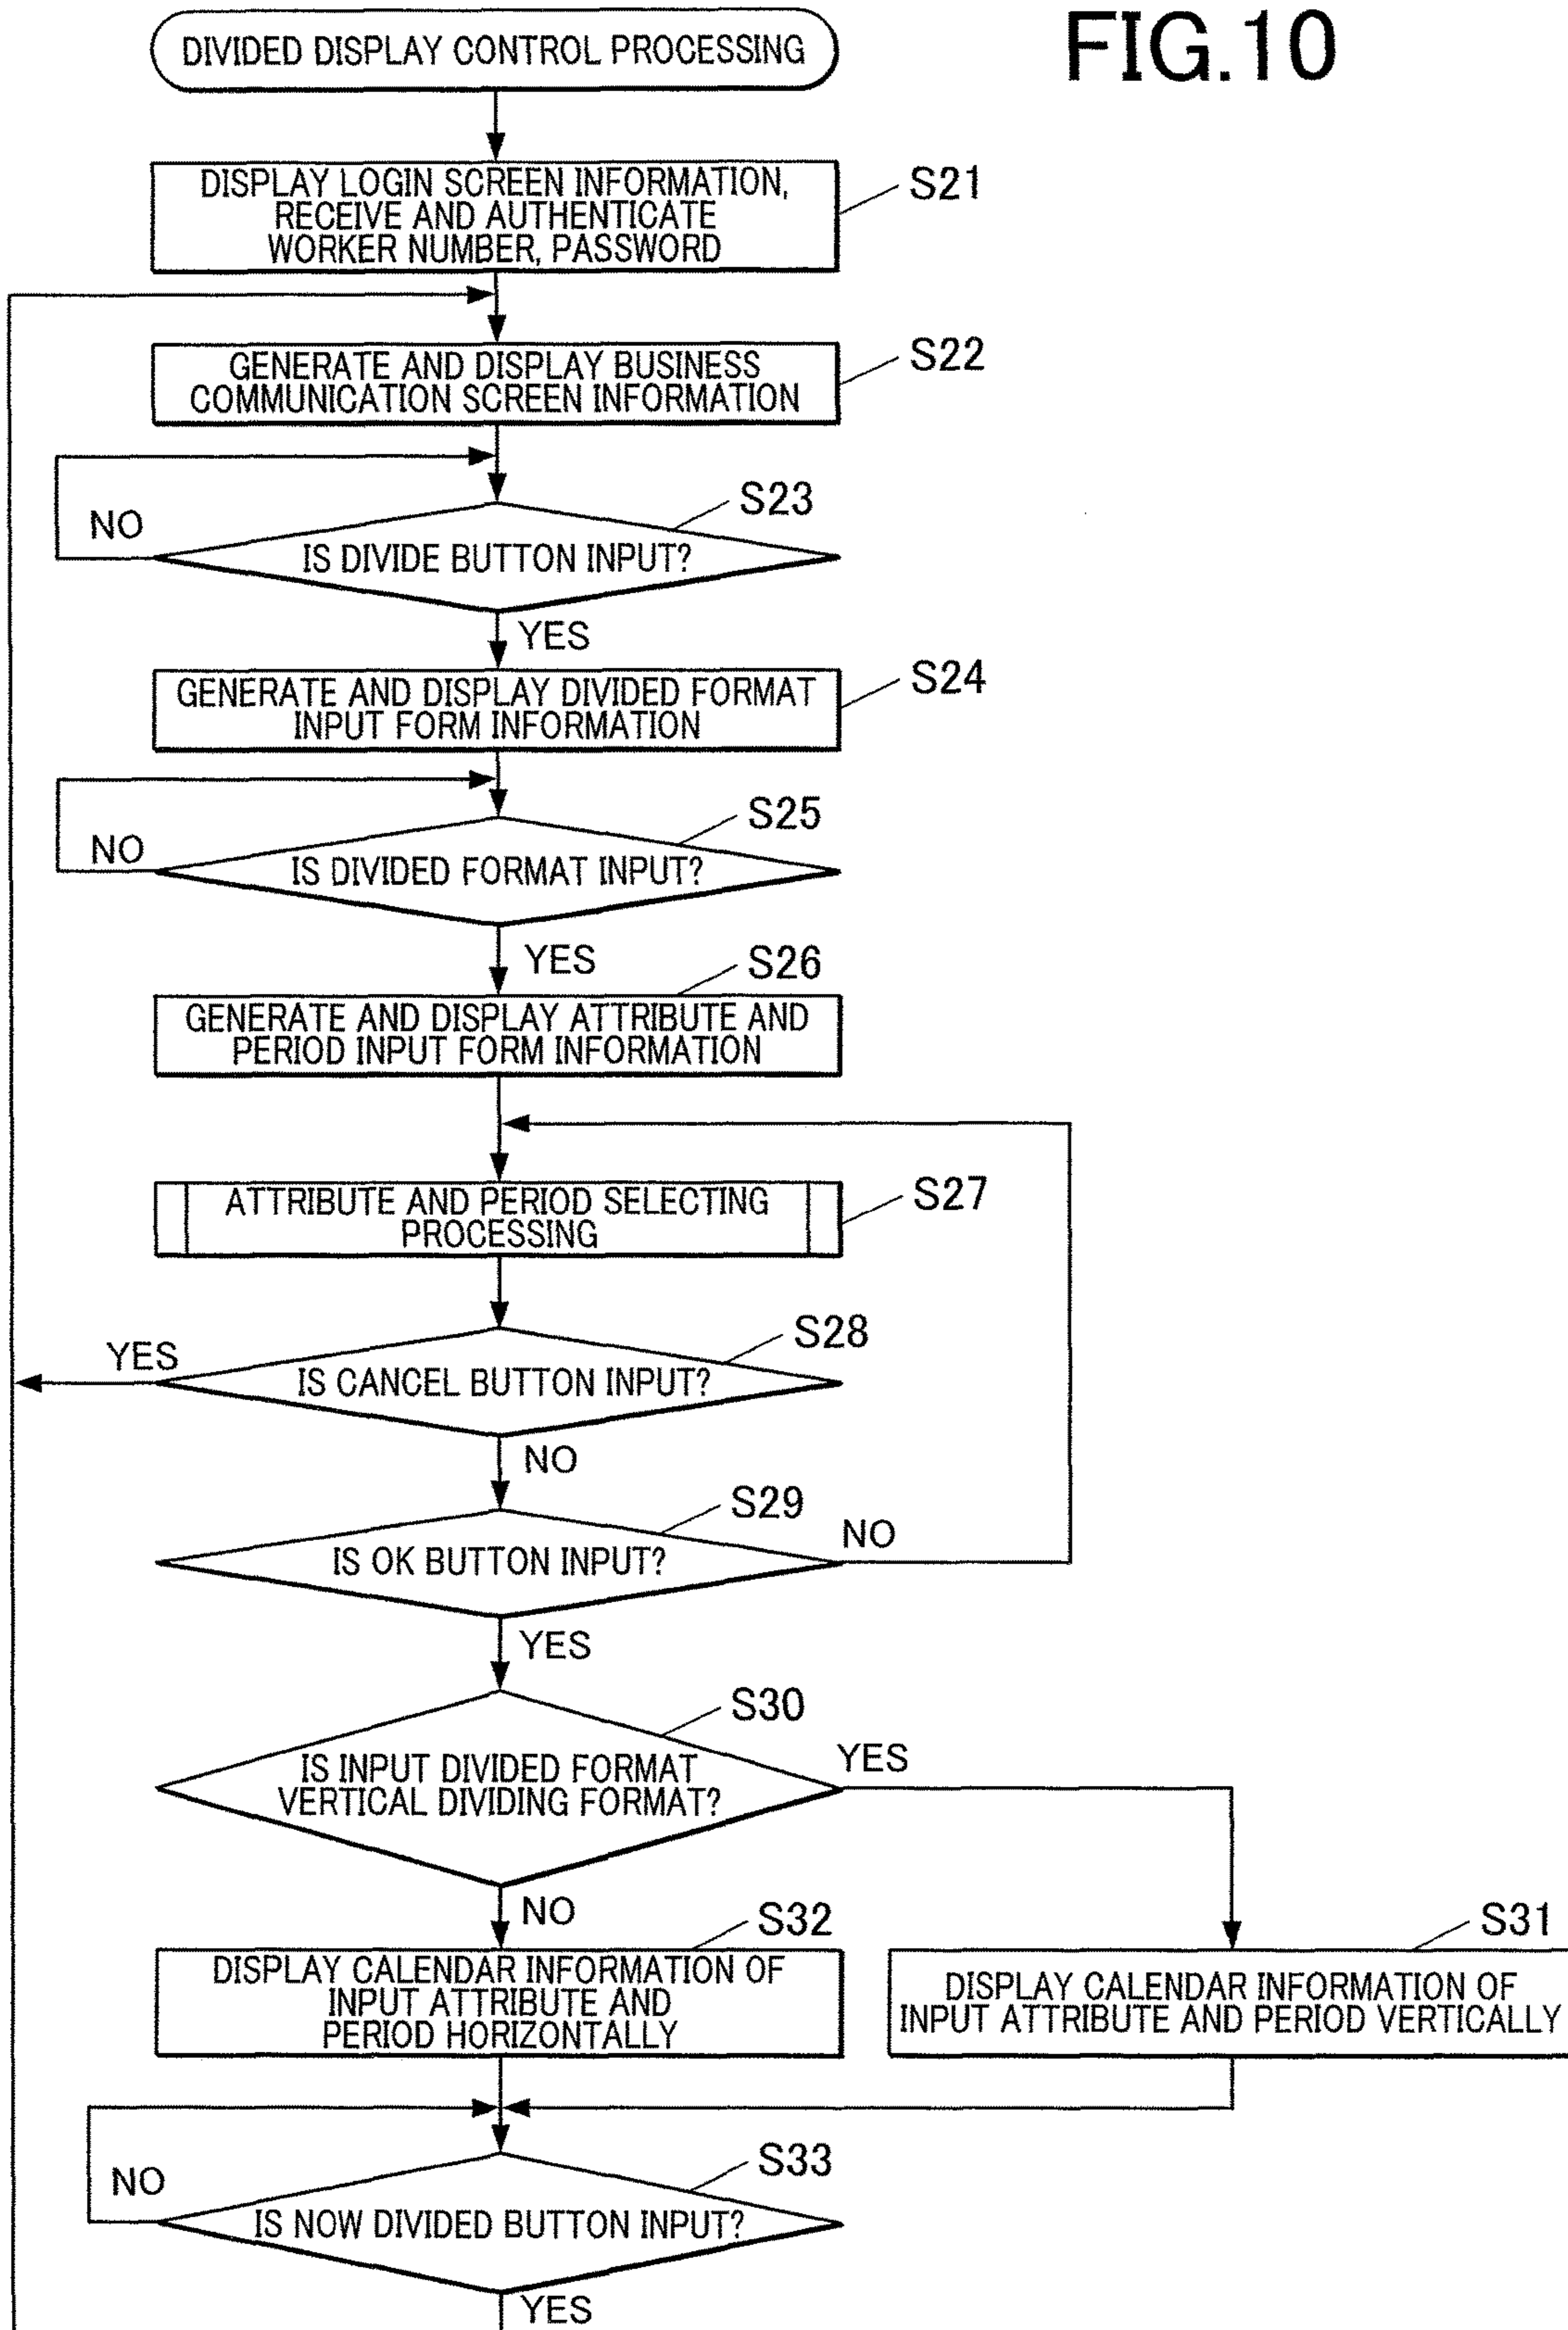 FIG.10
DIVIDED DISPLAY CONTROL PROCESSING
DISPLAY LOGIN SCREEN INFORMATION,
RECEIVE AND AUTHENTICATE
WORKER NUMBER, PASSWORD
S21
GENERATE AND DISPLAY BUSINESS
COMMUNICATION SCREEN INFORMATION
S22
S23
NO
IS DIVIDE BUTTON INPUT?
YES
GENERATE AND DISPLAY DIVIDED FORMAT
INPUT FORM INFORMATION
S24
S25
NO
IS DIVIDED FORMAT INPUT?
YES
S26
GENERATE AND DISPLAY ATTRIBUTE AND
PERIOD INPUT FORM INFORMATION
ATTRIBUTE AND PERIOD SELECTING
PROCESSING
S27
S28
YES
IS CANCEL BUTTON INPUT?
NO
S29
IS OK BUTTON INPUT?
NO
YES
S30
IS INPUT DIVIDED FORMAT
VERTICAL DIVIDING FORMAT?
YES
NO
S32
DISPLAY CALENDAR INFORMATION OF
INPUT ATTRIBUTE AND
PERIOD HORIZONTALLY
S31
DISPLAY CALENDAR INFORMATION OF
INPUT ATTRIBUTE AND PERIOD VERTICALLY
S33
NO
IS NOW DIVIDED BUTTON INPUT?
YES